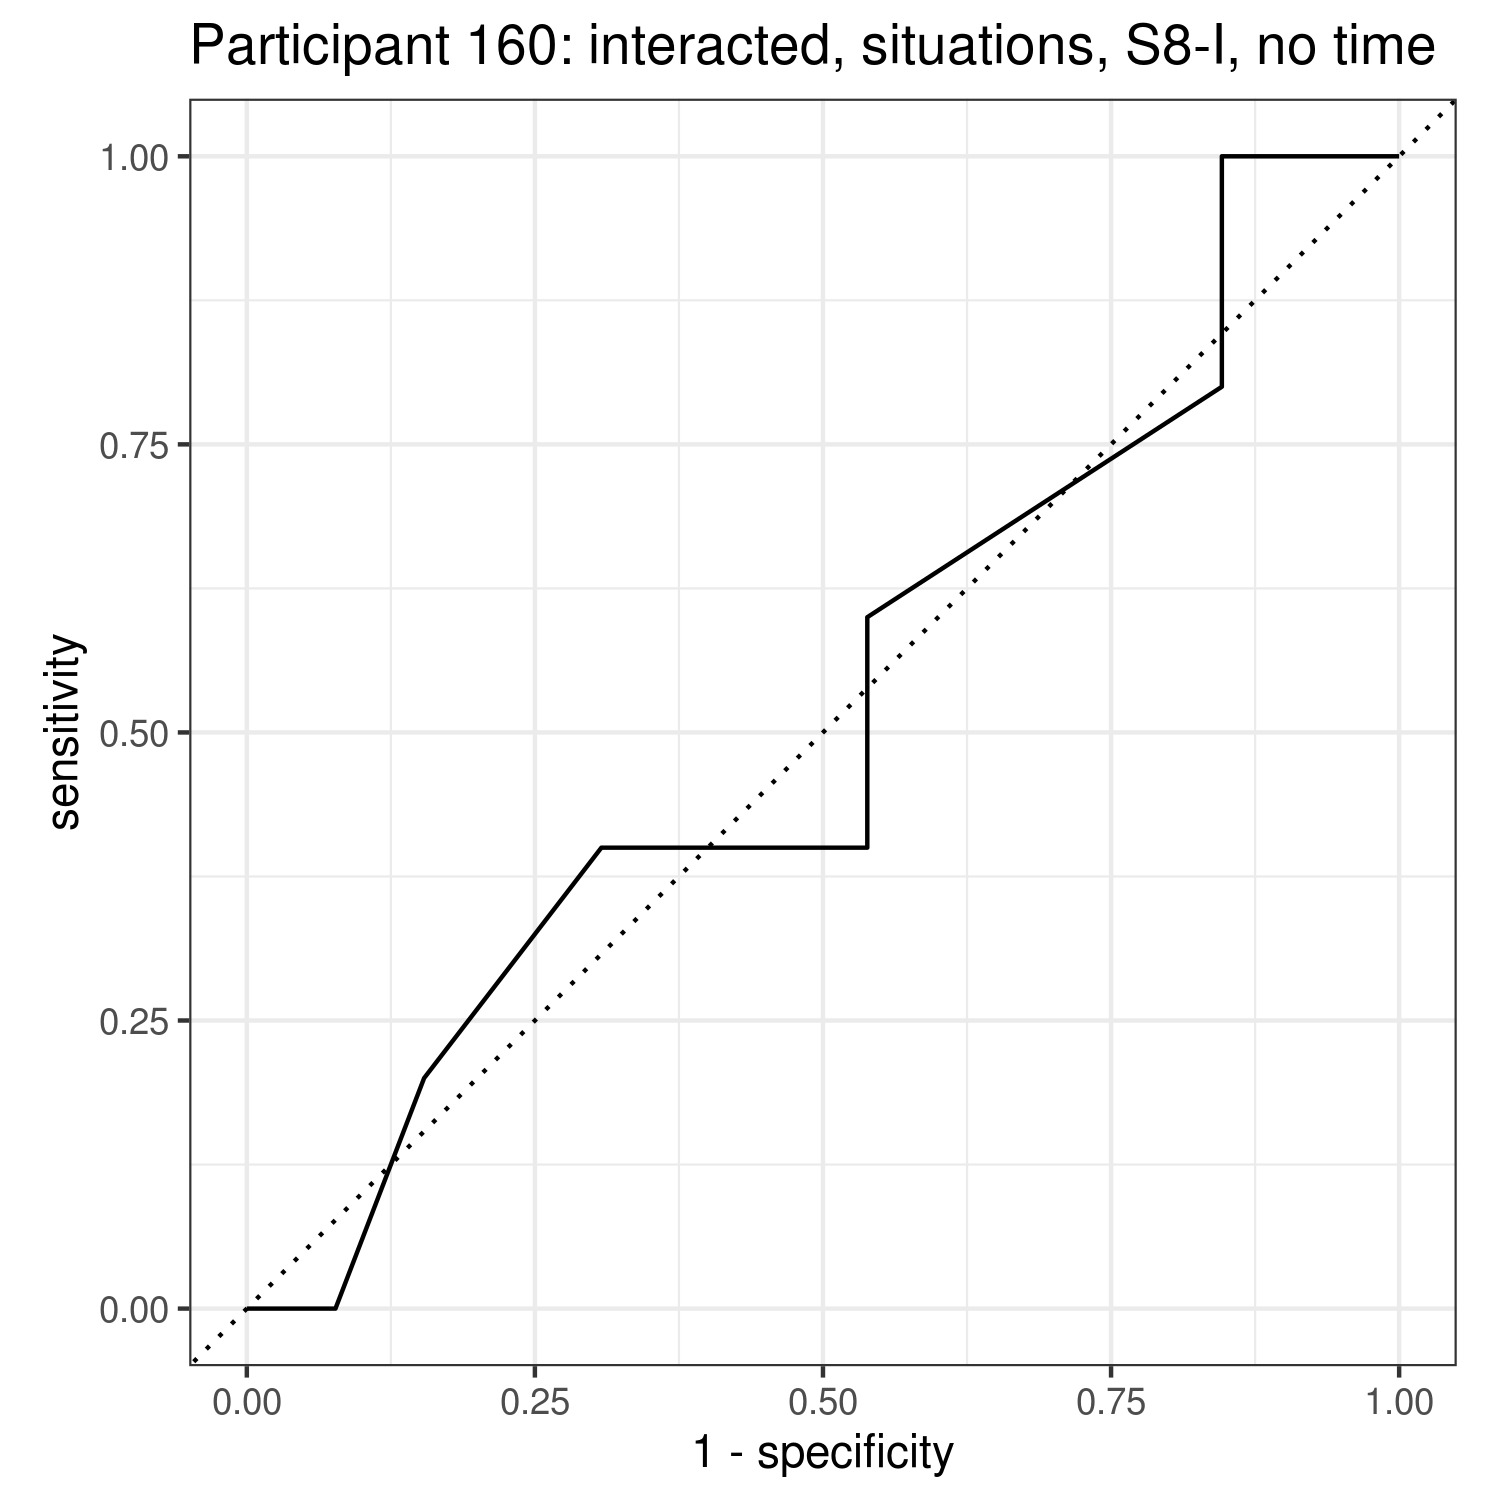 Participant 160: interacted, situations, S8-I, no time
1.00
0.75
0.50
0.25
0.00
sensitivity
0.00 0.25 0.50 0.75 1.00
1 - specificity